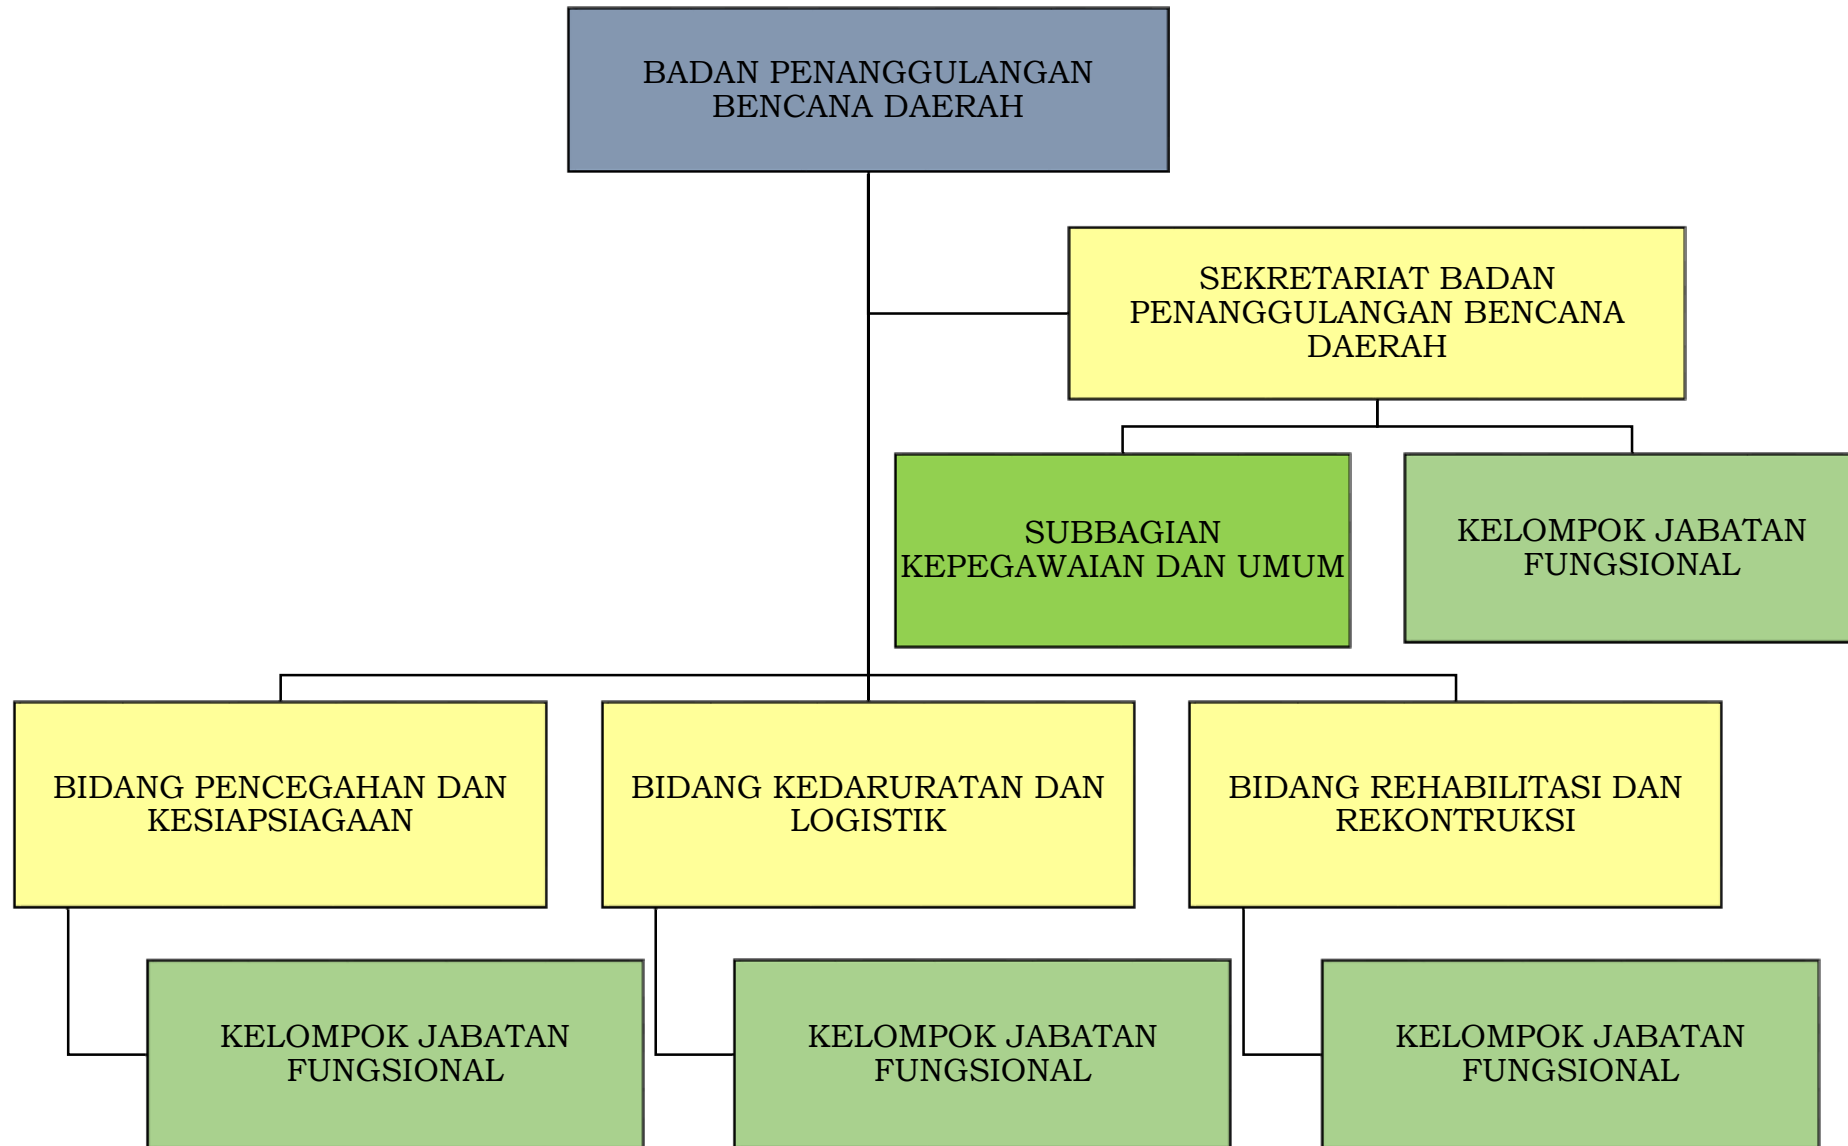 BADAN PENANGGULANGAN
BENCANA DAERAH
SEKRETARIAT BADAN
PENANGGULANGAN BENCANA
DAERAH
SUBBAGIAN
KEPEGAWAIAN DAN UMUM
KELOMPOK JABATAN
FUNGSIONAL
BIDANG PENCEGAHAN DAN
KESIAPSIAGAAN
BIDANG KEDARURATAN DAN
LOGISTIK
BIDANG REHABILITASI DAN
REKONTRUKSI
KELOMPOK JABATAN
FUNGSIONAL
KELOMPOK JABATAN
FUNGSIONAL
KELOMPOK JABATAN
FUNGSIONAL